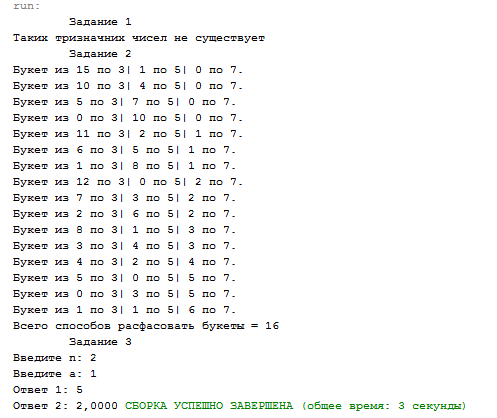 run:
Задание 1
Таких тризначних чисел не существует
Задание 2
Букет из 15 по 3| 1 по 5| 0 по 7.
Букет из 10 по 3| 4 по 5| 0 по 7.
Букет из 5 по 3| 7 по 5| 0 по 7.
Букет из 0 по 3| 10 по 5| 0 по 7.
Букет из 11 по 3| 2 по 5| 1 по 7.
Букет из 6 по 3| 5 по 5| 1 по 7.
Букет из 1 по 3| 8 по 5| 1 по 7.
Букет из 12 по 3| 0 по 5| 2 по 7.
Букет из 7 по 3| 3 по 5| 2 по 7.
Букет из 2 по 3| 6 по 5| 2 по 7.
Букет из 8 по 3| 1 по 5| 3 по 7.
Букет из 3 по 3| 4 по 5| 3 по 7.
Букет из 4 по 3| 2 по 5| 4 по 7.
Букет из 5 по 3| 0 по 5| 5 по 7.
Букет из 0 по 3| 3 по 5| 5 по 7.
Букет из 1 по 3| 1 по 5| 6 по 7.
Всего способов расфасовать букеты = 16
Задание 3
Введите n: 2
Введите a: 1
Ответ 1: 5
Ответ 2: 2,0000 СБОРКА УСПЕШНО ЗАВЕРШЕНА (общее время: 3 секунды)